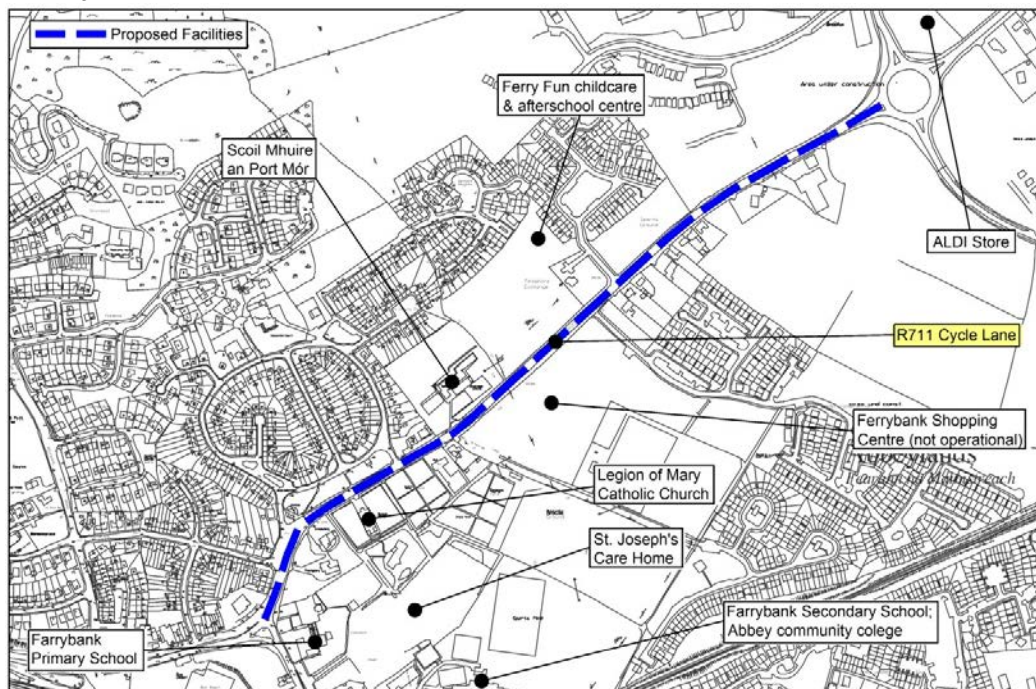 Proposed Facilities
Ferry Fun childcare
& afterschool centre
Area under construction
Scoil Mhuire
an Port Mór
ALDI Store
R711 Cycle Lane
Ferrybank Shopping
Centre (not operational)
Legion of Mary
Catholic Church
St. Joseph's
Care Home
Farrybank Secondary School;
Abbey community colege
Farrybank
Primary School